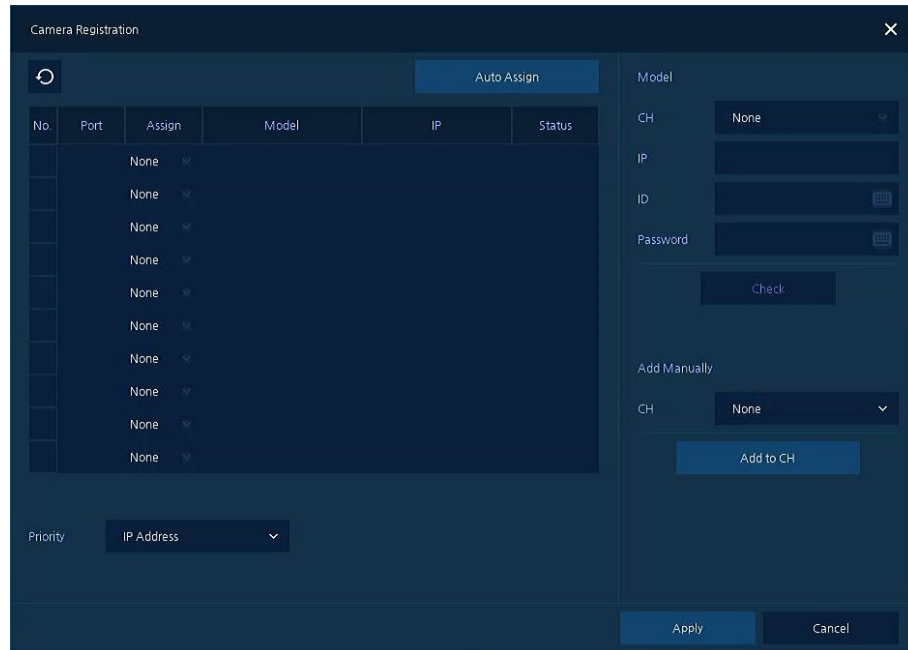 Camera Registration
Auto Assign
No. Port Assign Model IP Status
None
None
None
None
None
None
None
None
None
None
Priority IP Address
Model
CH None
IP
ID
Password
Check
Add Manually
CH None
Add to CH
Apply Cancel